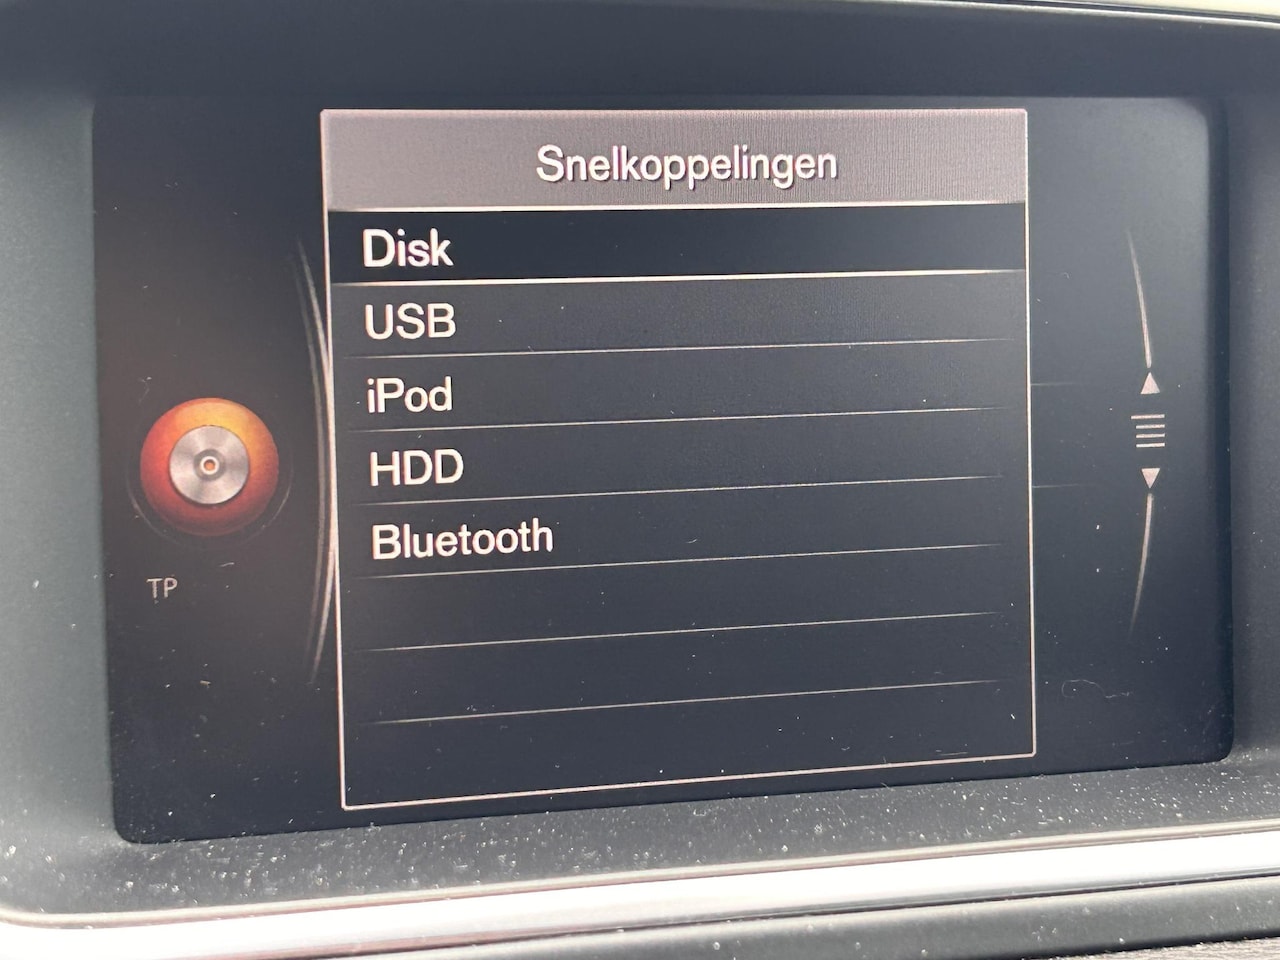 Snelkoppelingen
Disk
USB
iPod
HDD
Bluetooth
TP